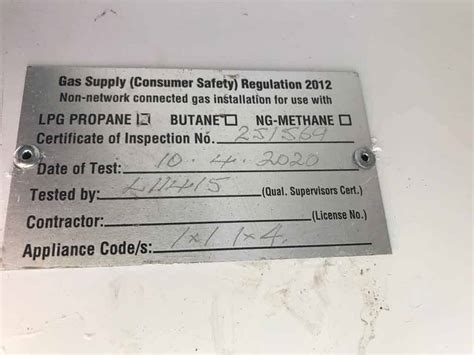 Gas Supply (Consumer Safety) Regulation 2012
Non-network connected gas installation for use with
LPG PROPANE ☒ BUTANE ☐ NG-METHANE ☐
Certificate of Inspection No. 251569
Date of Test: 10.4.2020
Tested by: (Qual. Supervisors Cert.)
Contractor: (License No.)
Appliance Code/s: 1x1 1x4,